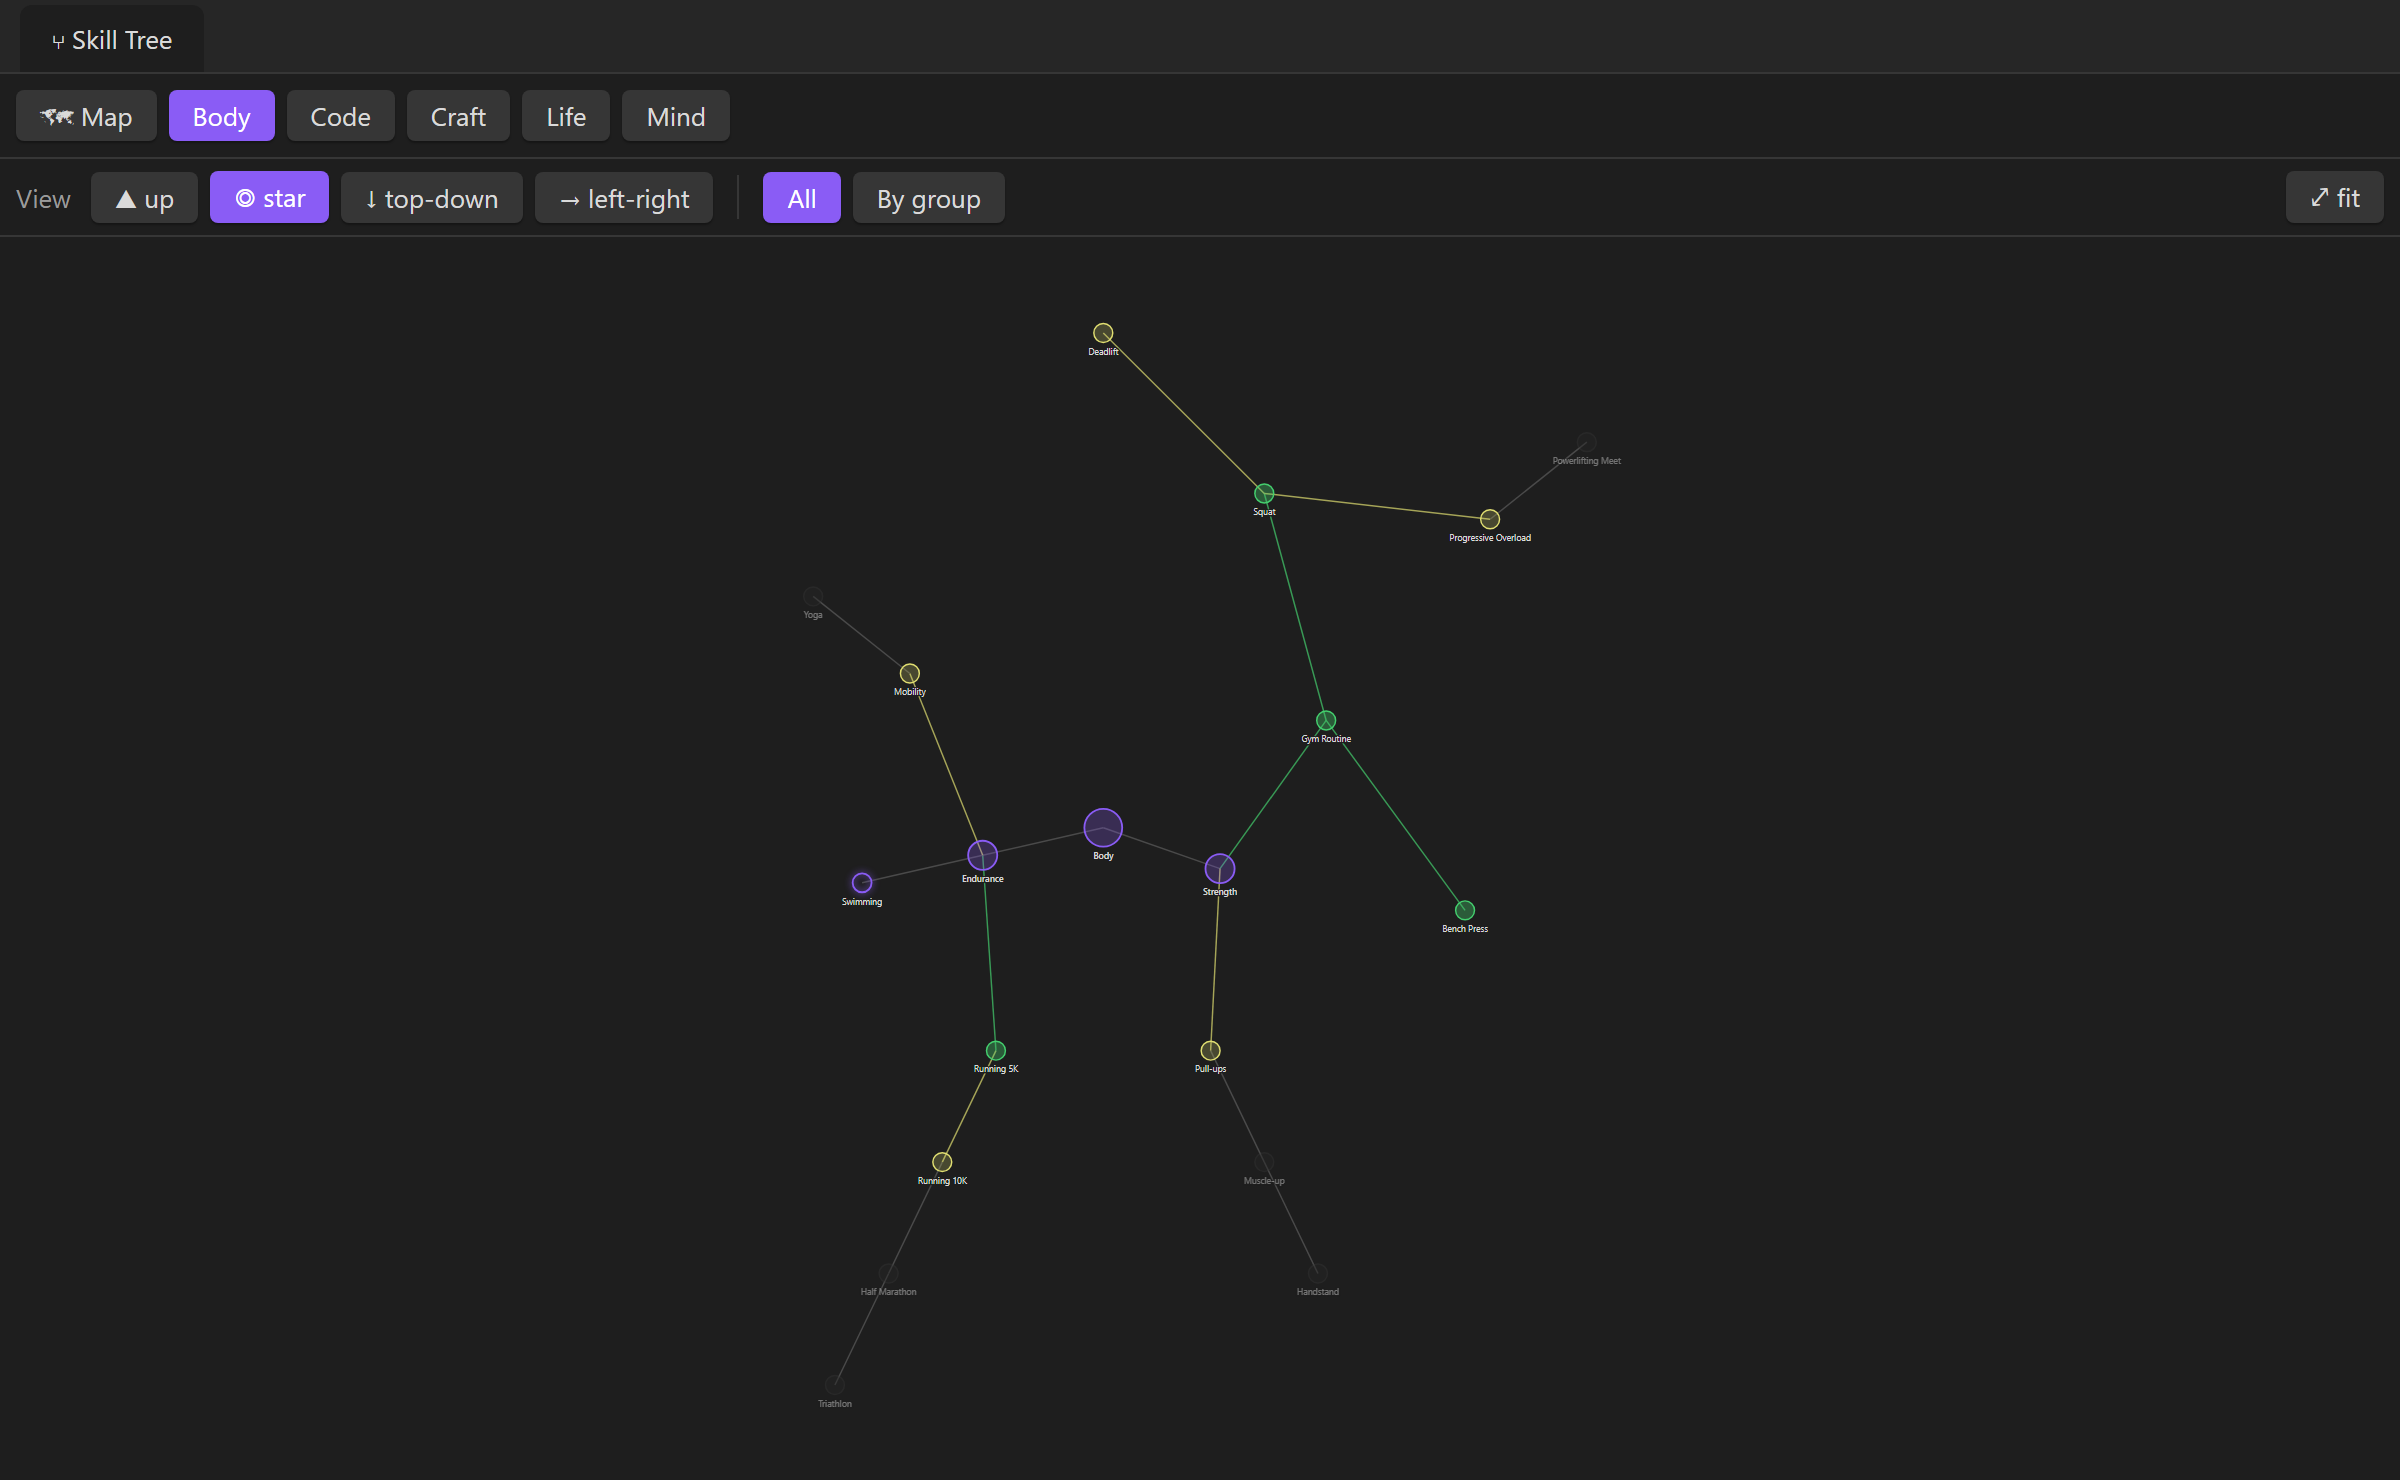 Skill Tree
Map Body Code Craft Life Mind
View ▲ up ◎ star ↓ top-down → left-right All By group ⤢ fit
Deadlift
Powerlifting Meet
Squat
Progressive Overload
Yoga
Mobility
Gym Routine
Body
Endurance
Strength
Swimming
Bench Press
Running 5K
Pull-ups
Running 10K
Muscle-up
Half Marathon
Handstand
Triathlon